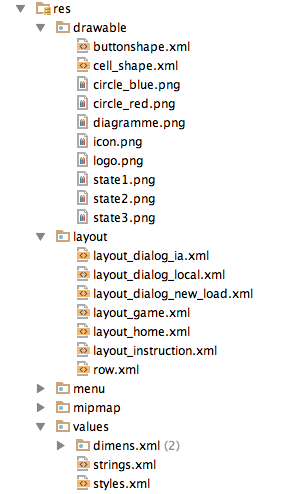 res
drawable
buttonshape.xml
cell_shape.xml
circle_blue.png
circle_red.png
diagramme.png
icon.png
logo.png
state1.png
state2.png
state3.png
layout
layout_dialog_ia.xml
layout_dialog_local.xml
layout_dialog_new_load.xml
layout_game.xml
layout_home.xml
layout_instruction.xml
row.xml
menu
mipmap
values
dimens.xml (2)
strings.xml
styles.xml